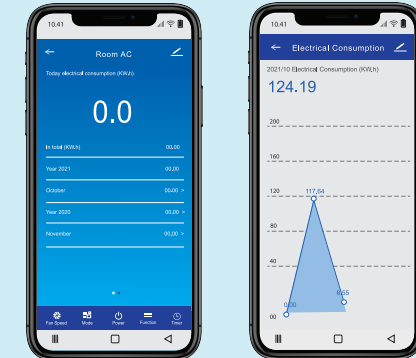 10.41
Room AC
Today electrical consumption (KW.h)
0.0
In total (KW.h) 00.00
Year 2021 00.00
October 00.00 >
Year 2020 00.00 >
November 00.00 >
Fan Speed Mode Power Function Timer
10.41
Electrical Consumption
2021/10 Electrical Consumption (KW.h)
124.19
200
160
120
117,64
80
40
6,55
0,00
00